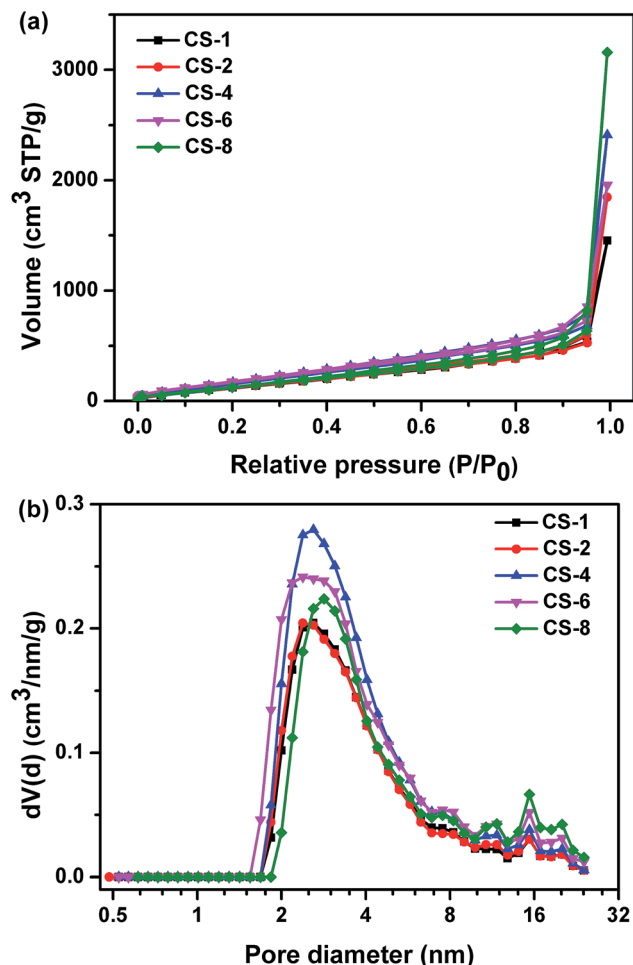 (a)
CS-1
CS-2
CS-4
CS-6
CS-8
Volume (cm³ STP/g)
3000
2000
1000
0
0.0 0.2 0.4 0.6 0.8 1.0
Relative pressure (P/P₀)
(b)
CS-1
CS-2
CS-4
CS-6
CS-8
dV(d) (cm³/nm/g)
0.3
0.2
0.1
0.0
0.5 1 2 4 8 16 32
Pore diameter (nm)